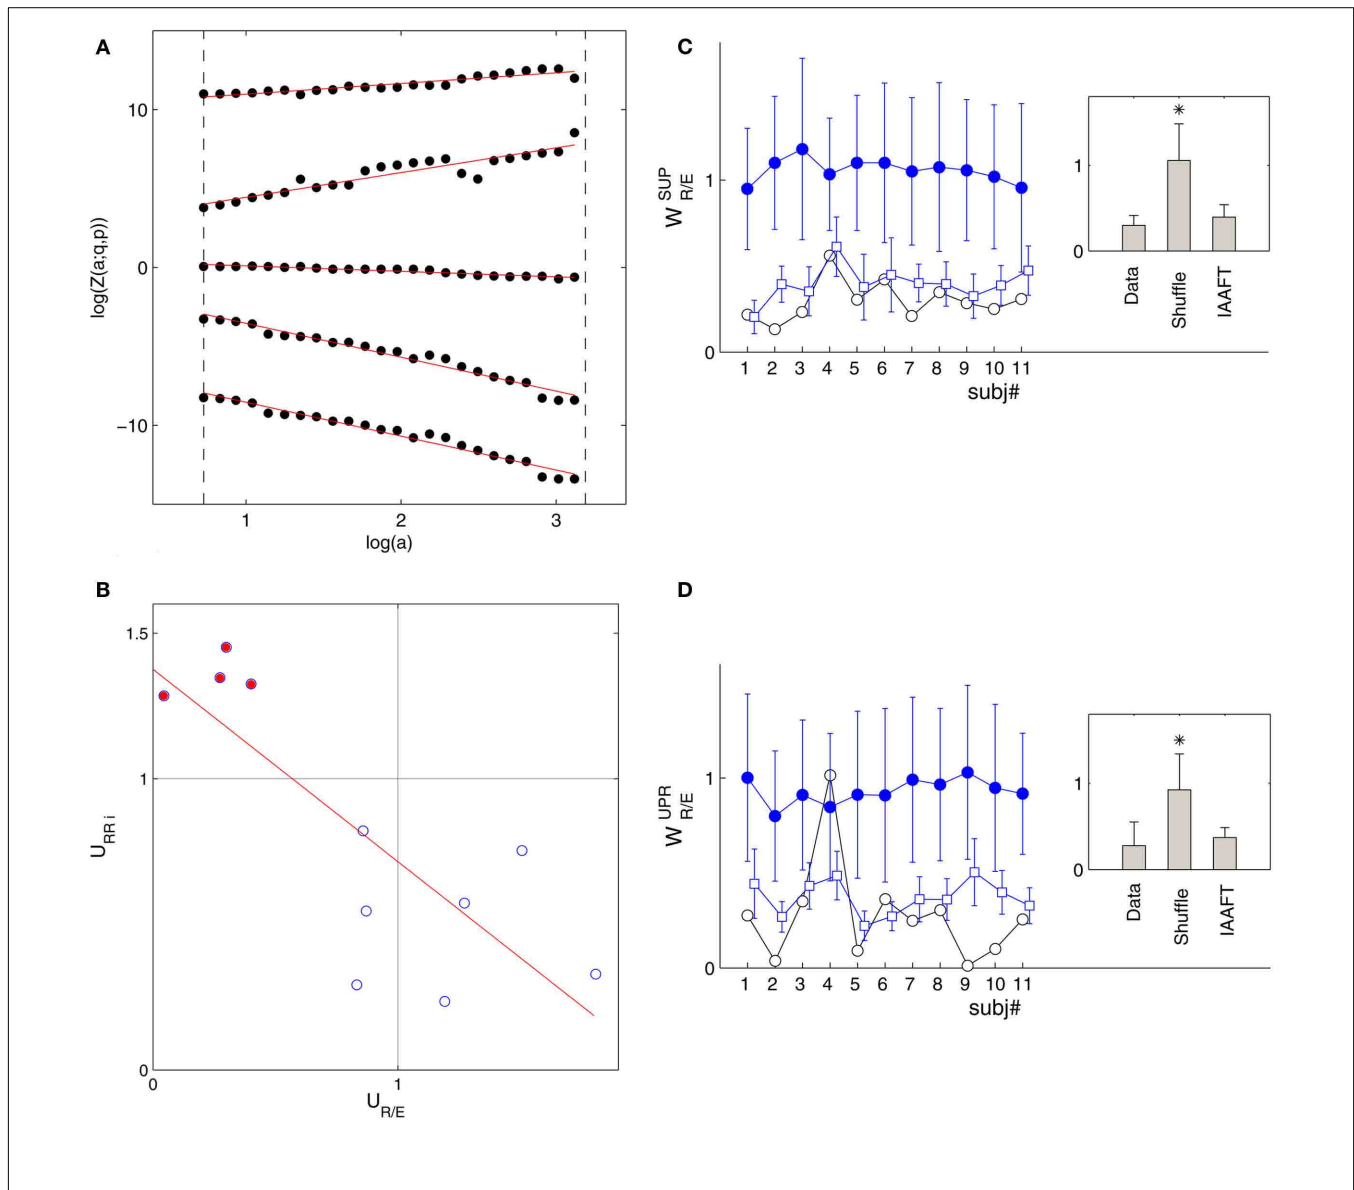 A
10
0
−10
log(Z(a;q,p))
1 2 3
log(a)
B
1.5
1
0
U RR i
0 1
U R/E
C
W SUP R/E
1
0
1 2 3 4 5 6 7 8 9 10 11
subj#
*
1
0
Data
Shuffle
IAAFT
D
W UPR R/E
1
0
1 2 3 4 5 6 7 8 9 10 11
subj#
*
1
0
Data
Shuffle
IAAFT